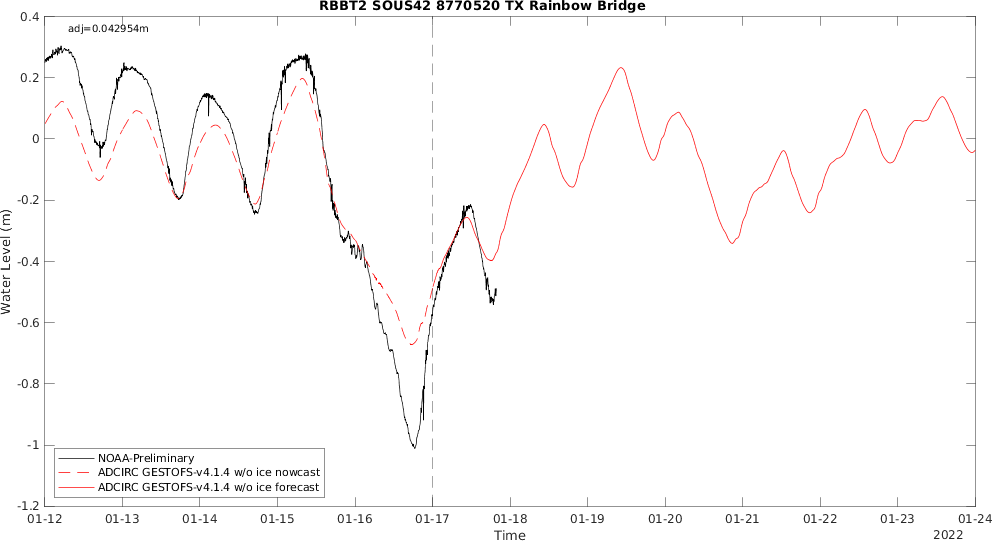 RBBT2 SOUS42 8770520 TX Rainbow Bridge
adj=0.042954m
0.4
0.2
0
-0.2
-0.4
-0.6
-0.8
-1
-1.2
Water Level (m)
NOAA-Preliminary
ADCIRC GESTOFS-v4.1.4 w/o ice nowcast
ADCIRC GESTOFS-v4.1.4 w/o ice forecast
01-12 01-13 01-14 01-15 01-16 01-17 01-18 01-19 01-20 01-21 01-22 01-23 01-24
Time
2022